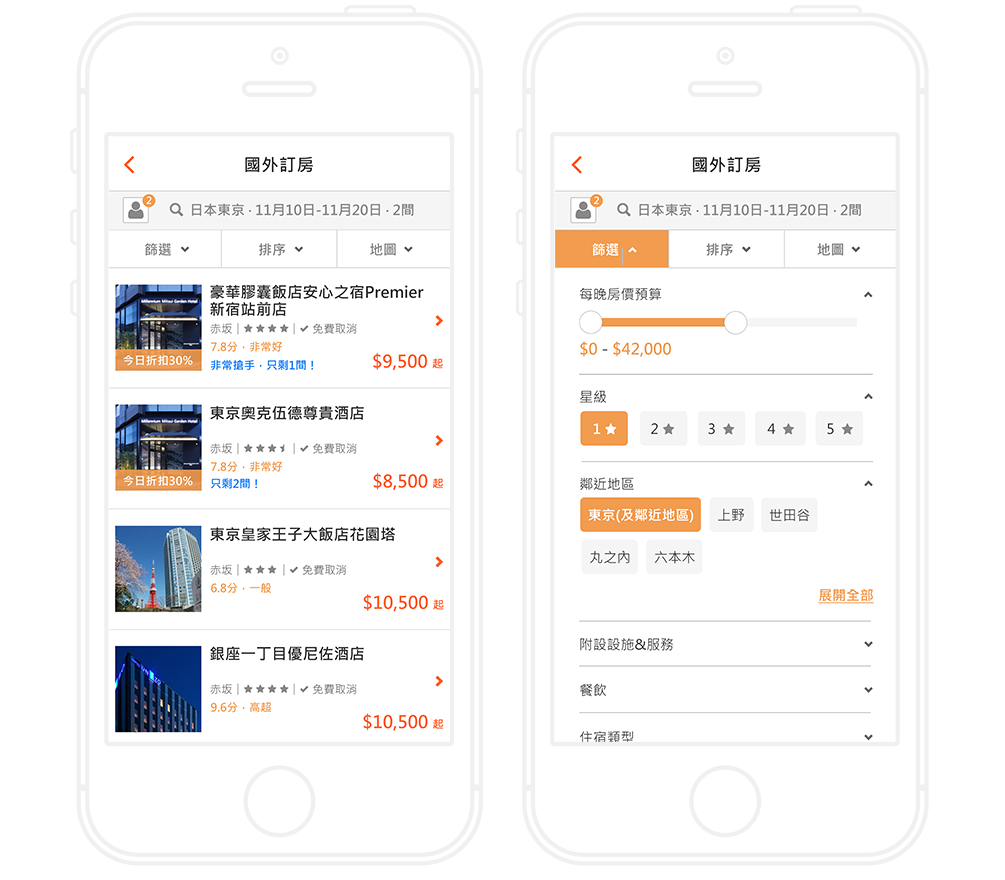 國外訂房
2
日本東京 · 11月10日-11月20日 · 2間
篩選
排序
地圖
豪華膠囊飯店安心之宿Premier
新宿站前店
赤坂 | ★★★★ | ✓ 免費取消
7.8分 · 非常好
非常搶手 · 只剩1間！
$9,500 起
Millennium Mitsui Garden Hotel
今日折扣30%
東京奧克伍德尊貴酒店
赤坂 | ★★★ | ✓ 免費取消
7.8分 · 非常好
只剩2間！
$8,500 起
Millennium Mitsui Garden Hotel
今日折扣30%
東京皇家王子大飯店花園塔
赤坂 | ★★★ | ✓ 免費取消
6.8分 · 一般
$10,500 起
銀座一丁目優尼佐酒店
赤坂 | ★★★★ | ✓ 免費取消
9.6分 · 高超
$10,500 起
國外訂房
2
日本東京 · 11月10日-11月20日 · 2間
篩選
排序
地圖
每晚房價預算
$0 - $42,000
星級
1 ★
2 ★
3 ★
4 ★
5 ★
鄰近地區
東京(及鄰近地區)
上野
世田谷
丸之內
六本木
展開全部
附設設施&服務
餐飲
住宿類型